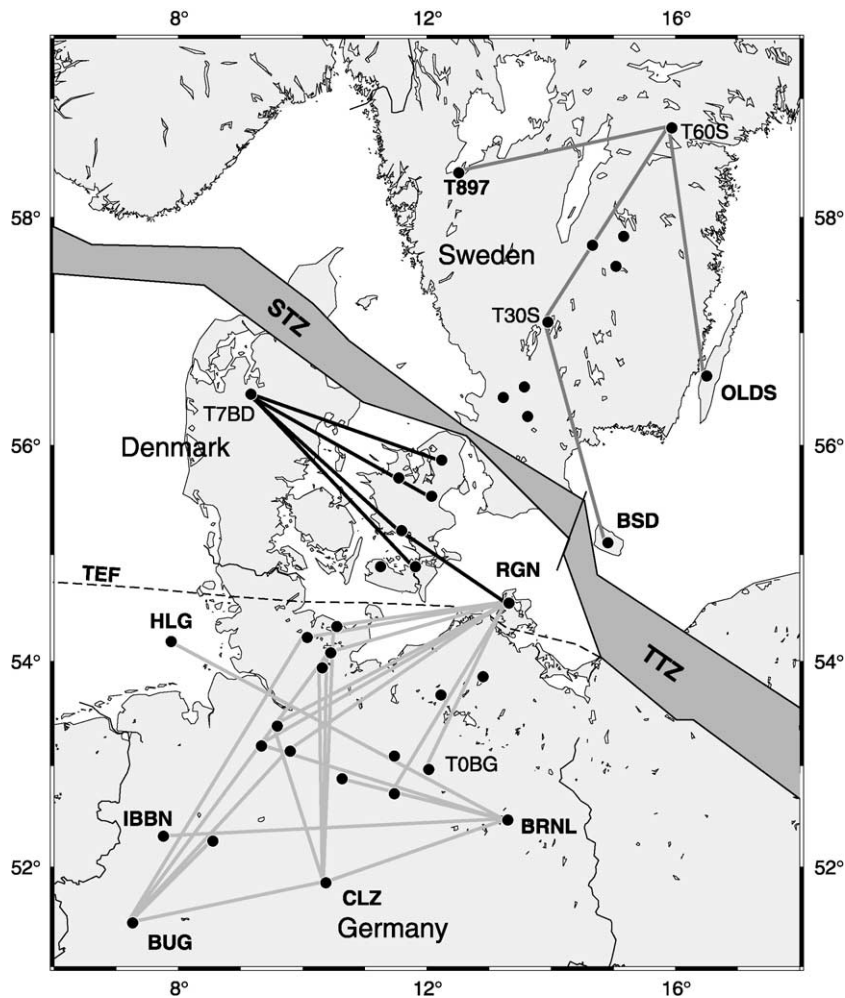 8° 12° 16°
T60S
T897
58° 58°
Sweden
STZ
T30S
OLDS
T7BD
56° Denmark 56°
BSD
RGN
TEF
HLG
54° 54°
TTZ
T0BG
IBBN
BRNL
52° 52°
CLZ
Germany
BUG
8° 12° 16°